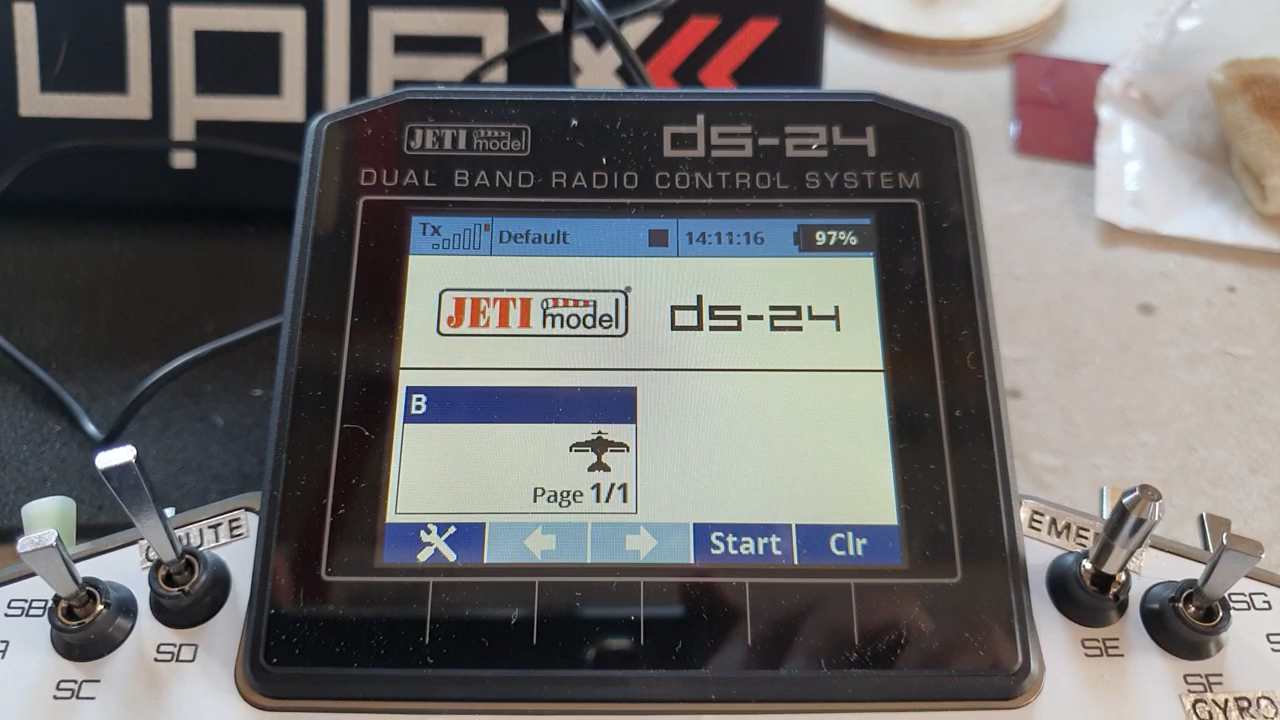 JETI model
ds-24
DUAL BAND RADIO CONTROL SYSTEM
Tx
Default
14:11:16
97%
JETI model
ds-24
B
Page 1/1
Start
Clr
SB
SC
SD
SE
SF
SG
GYRO